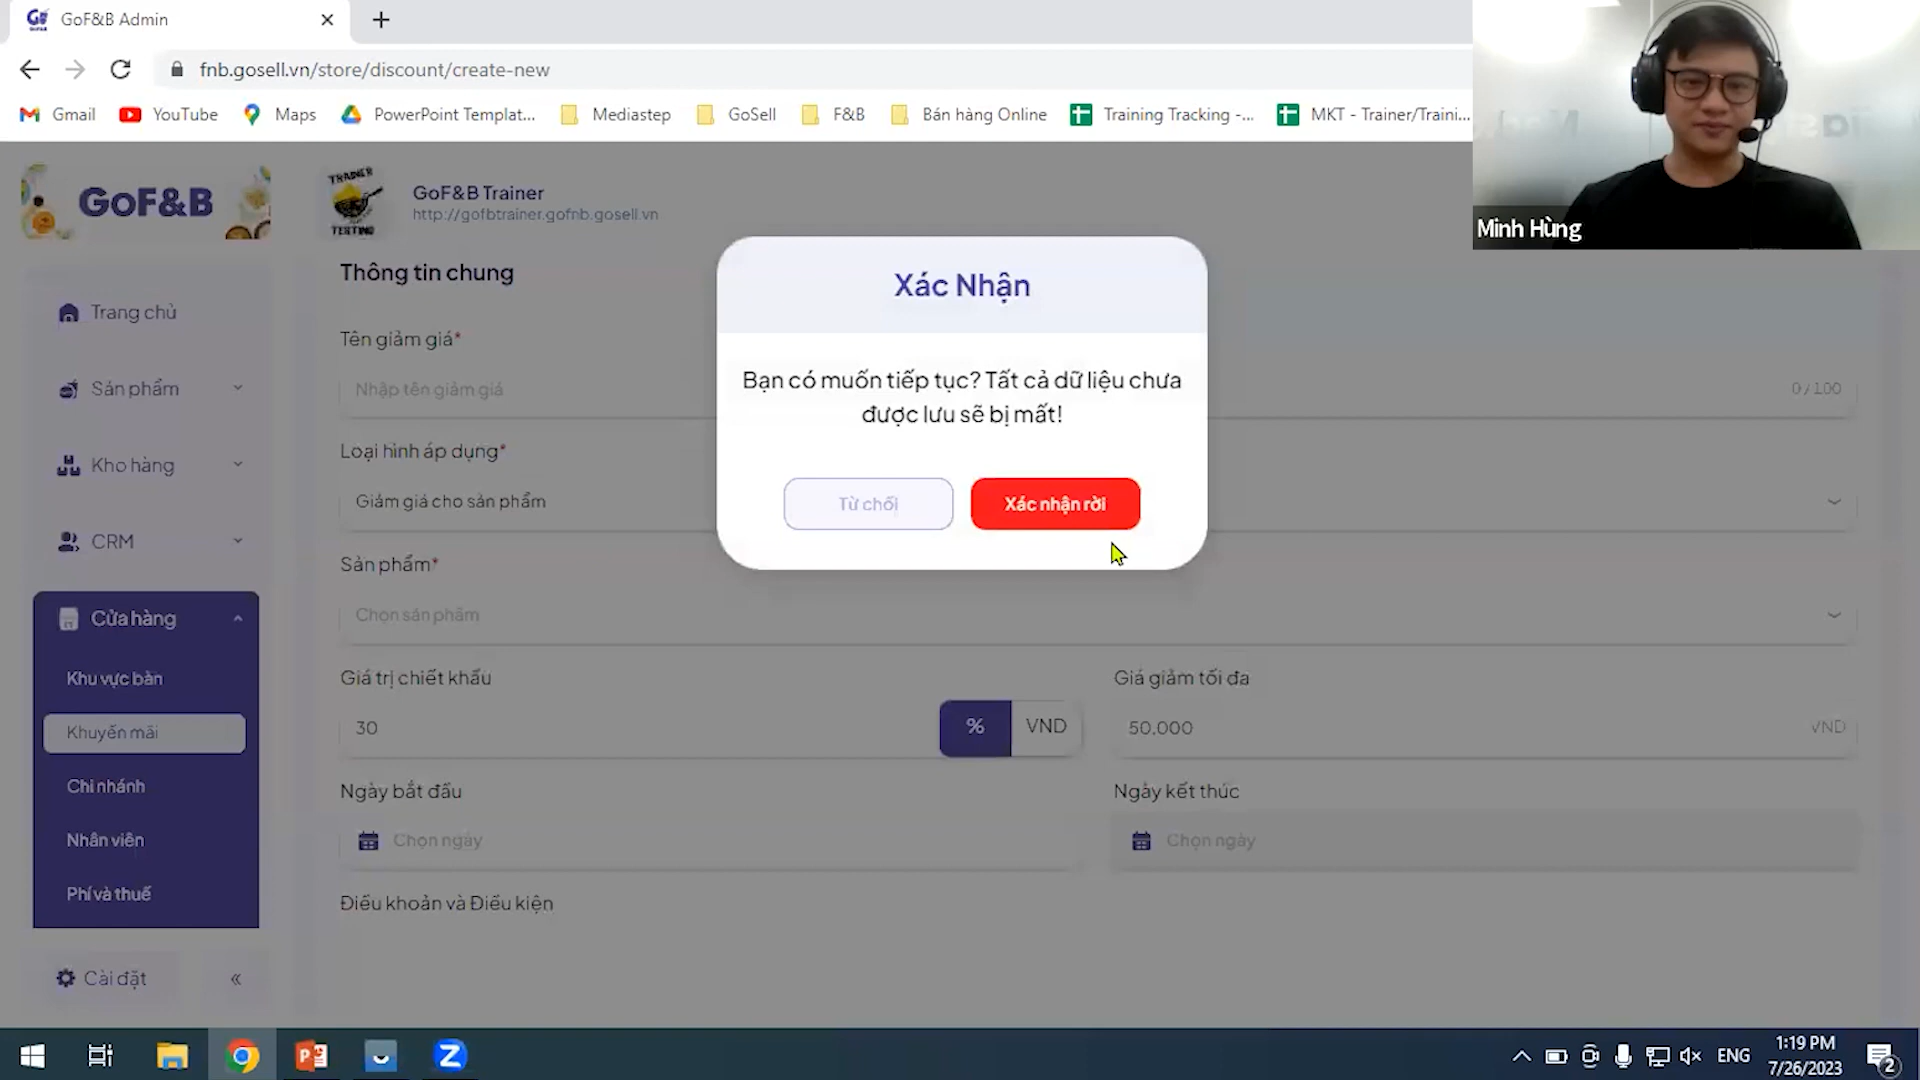 GoF&B Admin
fnb.gosell.vn/store/discount/create-new
Gmail YouTube Maps PowerPoint Templat... Mediastep GoSell F&B Bán hàng Online Training Tracking -... MKT - Trainer/Traini...
Minh Hùng
GoF&B
TRAINER
TESTING
GoF&B Trainer
http://gofbtrainer.gofnb.gosell.vn
Trang chủ
Sản phẩm
Kho hàng
CRM
Cửa hàng
Khu vực bàn
Khuyến mãi
Chi nhánh
Nhân viên
Phí và thuế
Cài đặt «
Thông tin chung
Tên giảm giá*
Nhập tên giảm giá 0 / 100
Loại hình áp dụng*
Giảm giá cho sản phẩm
Sản phẩm*
Chọn sản phẩm
Giá trị chiết khấu Giá giảm tối đa
30 % VND 50.000 VND
Ngày bắt đầu Ngày kết thúc
Chọn ngày Chọn ngày
Điều khoản và Điều kiện
Xác Nhận
Bạn có muốn tiếp tục? Tất cả dữ liệu chưa
được lưu sẽ bị mất!
Từ chối Xác nhận rời
ENG 1:19 PM
7/26/2023 2